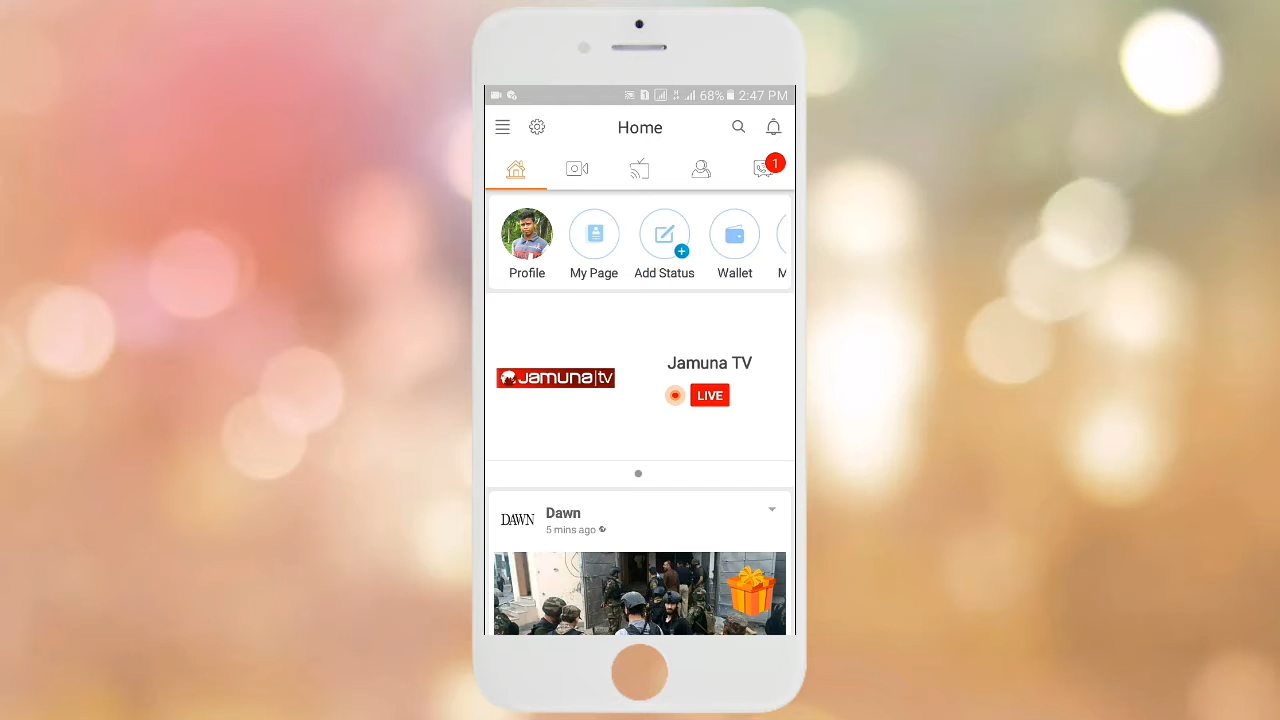 68% 2:47 PM
Home
1
Profile
My Page
Add Status
Wallet
M
Jamuna|tv
Jamuna TV
LIVE
DAWN
Dawn
5 mins ago